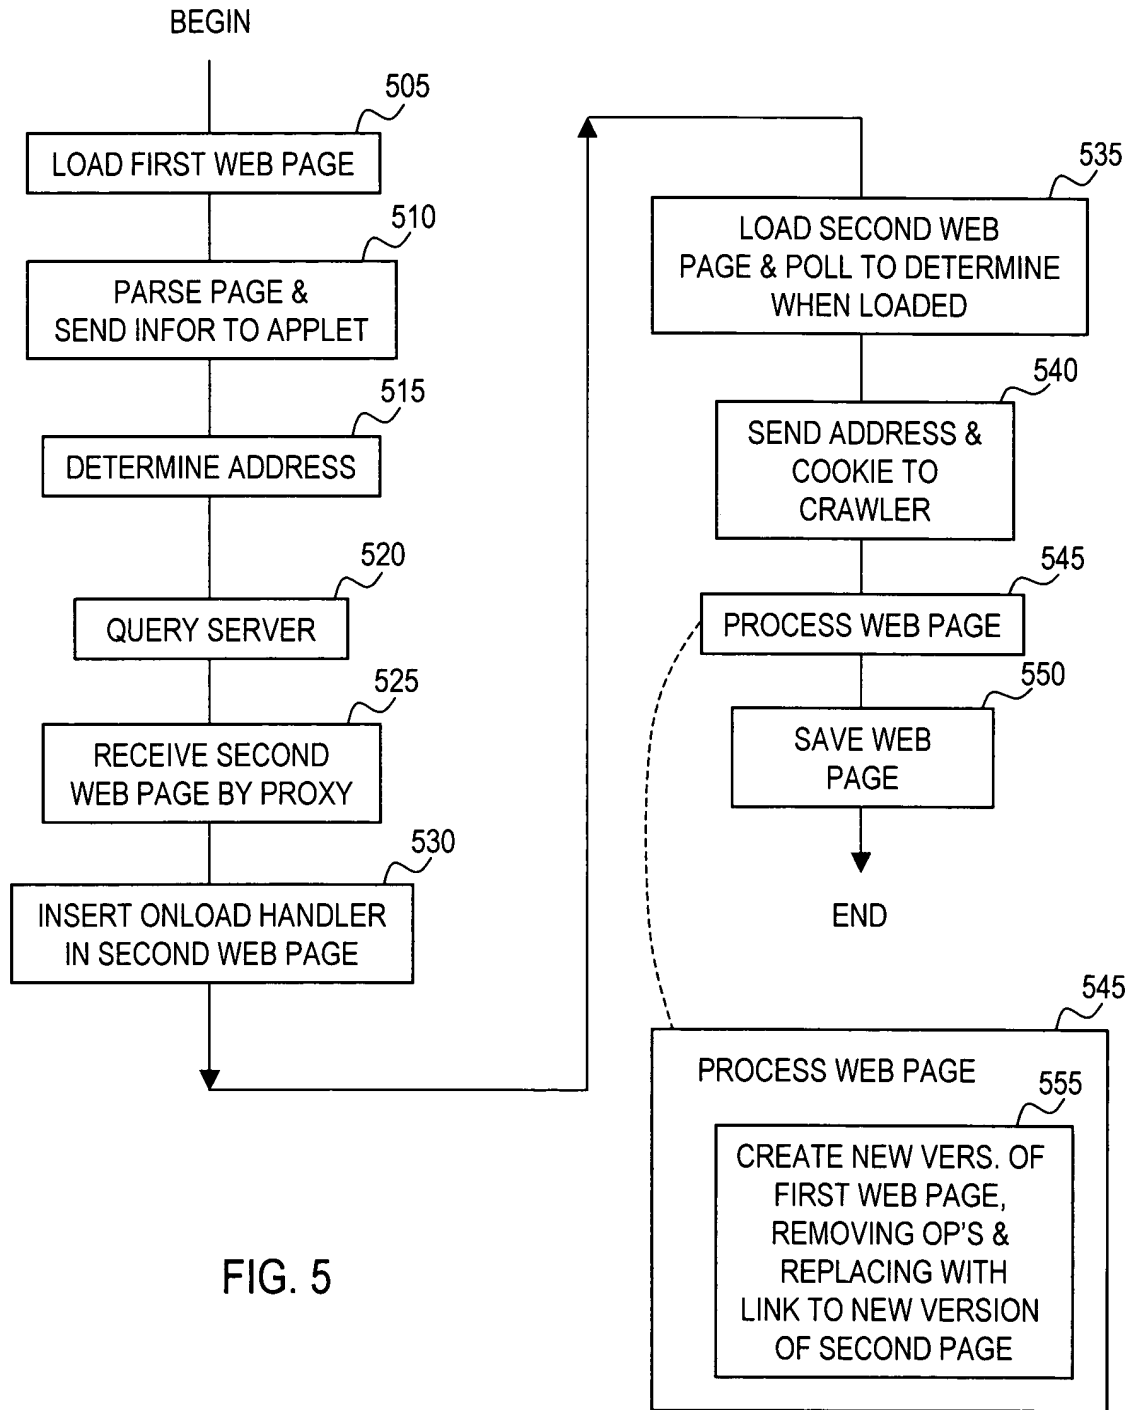 BEGIN
505
LOAD FIRST WEB PAGE
510
PARSE PAGE &
SEND INFOR TO APPLET
515
DETERMINE ADDRESS
520
QUERY SERVER
525
RECEIVE SECOND
WEB PAGE BY PROXY
530
INSERT ONLOAD HANDLER
IN SECOND WEB PAGE
535
LOAD SECOND WEB
PAGE & POLL TO DETERMINE
WHEN LOADED
540
SEND ADDRESS &
COOKIE TO
CRAWLER
545
PROCESS WEB PAGE
550
SAVE WEB
PAGE
END
545
PROCESS WEB PAGE
555
CREATE NEW VERS. OF
FIRST WEB PAGE,
REMOVING OP'S &
REPLACING WITH
LINK TO NEW VERSION
OF SECOND PAGE
FIG. 5